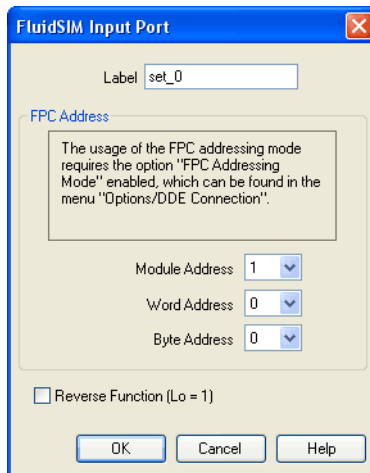 FluidSIM Input Port
Label set_0
FPC Address
The usage of the FPC addressing mode
requires the option "FPC Addressing
Mode" enabled, which can be found in the
menu "Options/DDE Connection".
Module Address 1
Word Address 0
Byte Address 0
Reverse Function (Lo = 1)
OK Cancel Help